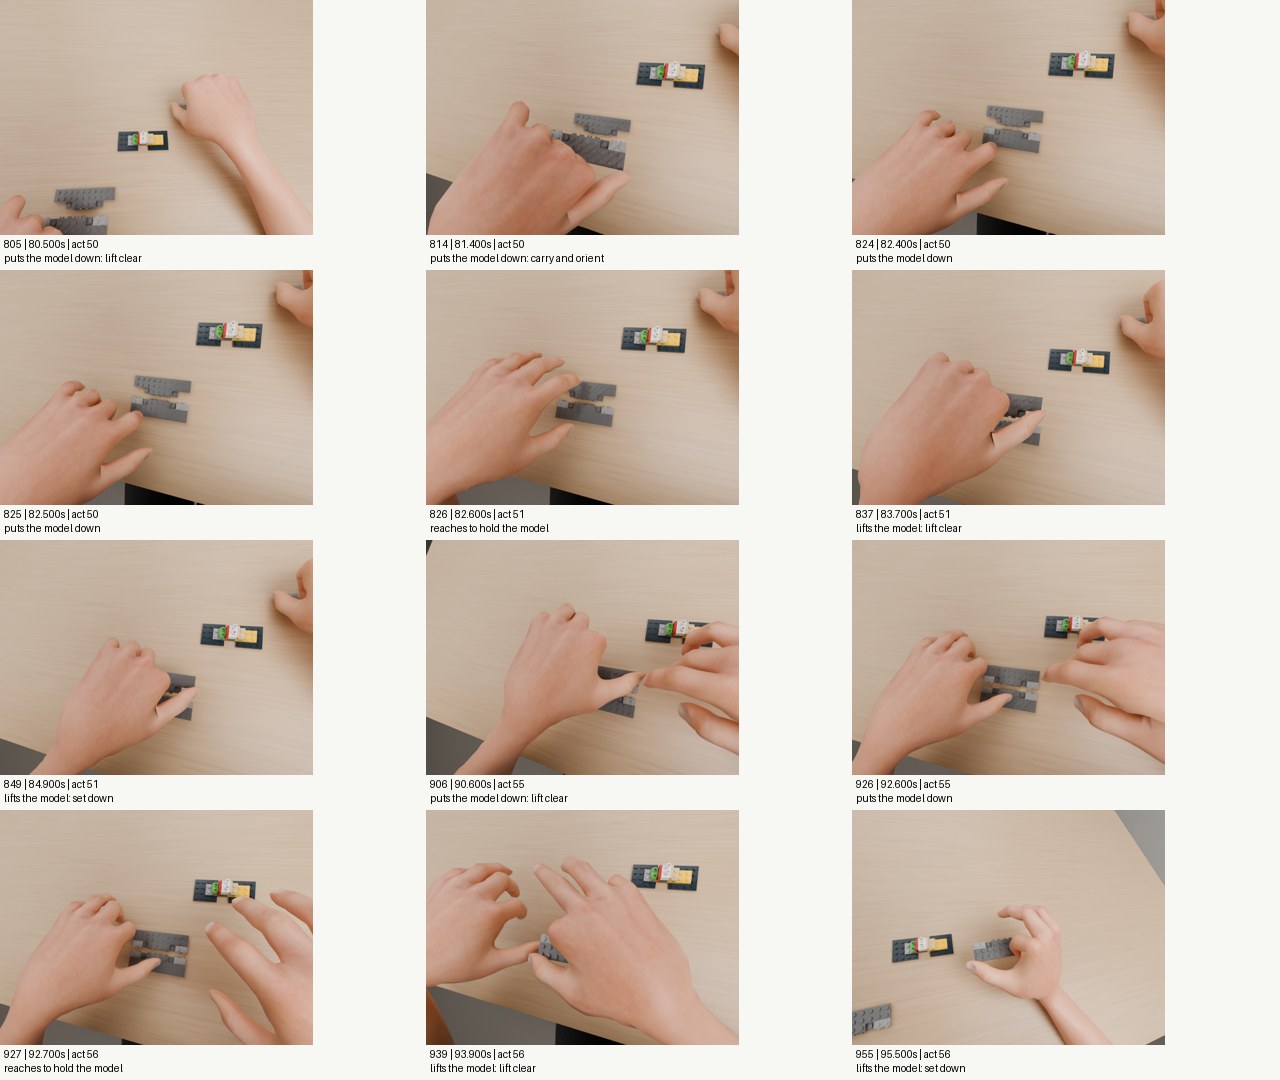 805 | 80.500s | act 50
puts the model down: lift clear
814 | 81.400s | act 50
puts the model down: carry and orient
824 | 82.400s | act 50
puts the model down
825 | 82.500s | act 50
puts the model down
826 | 82.600s | act 51
reaches to hold the model
837 | 83.700s | act 51
lifts the model: lift clear
849 | 84.900s | act 51
lifts the model: set down
906 | 90.600s | act 55
puts the model down: lift clear
926 | 92.600s | act 55
puts the model down
927 | 92.700s | act 56
reaches to hold the model
939 | 93.900s | act 56
lifts the model: lift clear
955 | 95.500s | act 56
lifts the model: set down